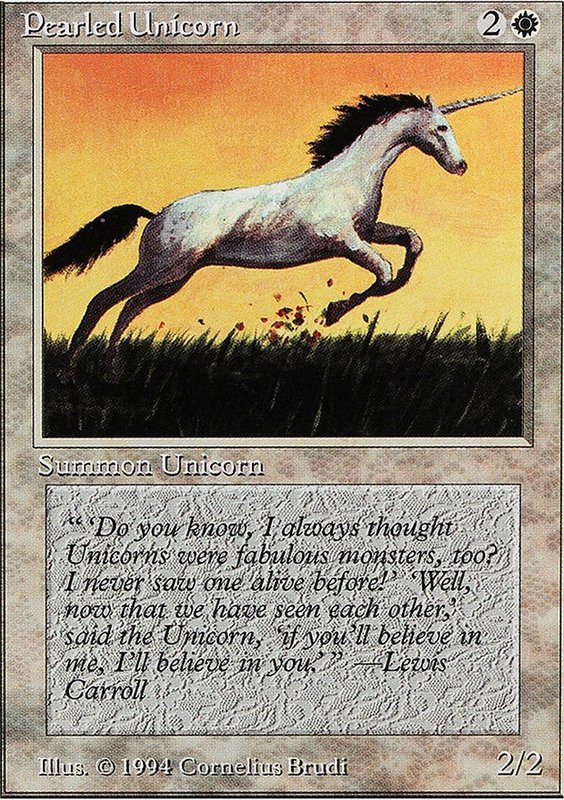 Pearled Unicorn 2
Summon Unicorn
“ ‘Do you know, I always thought
Unicorns were fabulous monsters, too?
I never saw one alive before!’ ‘Well,
now that we have seen each other,’
said the Unicorn, ‘if you’ll believe in
me, I’ll believe in you.’ ” —Lewis
Carroll
Illus. © 1994 Cornelius Brudi 2/2